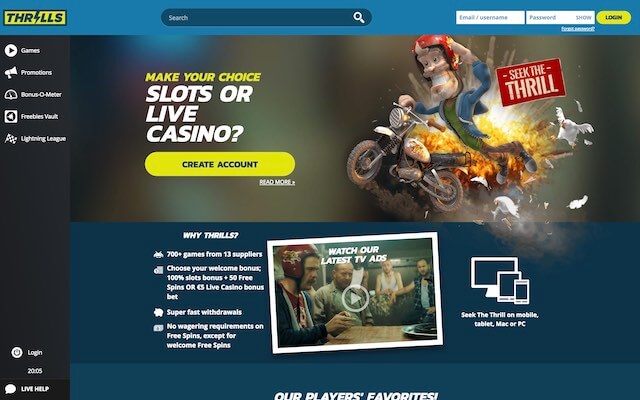 THRILLS
Search
Email / username
Password
SHOW
LOGIN
Forgot password?
Games
Promotions
Bonus-O-Meter
Freebies Vault
Lightning League
MAKE YOUR CHOICE
SLOTS OR
LIVE
CASINO?
CREATE ACCOUNT
READ MORE »
- SEEK THE -
THRILL
WHY THRILLS?
700+ games from 13 suppliers
Choose your welcome bonus;
100% slots bonus + 50 Free
Spins OR €5 Live Casino bonus
bet
Super fast withdrawals
No wagering requirements on
Free Spins, except for
welcome Free Spins
WATCH OUR
LATEST TV ADS
Seek The Thrill on mobile,
tablet, Mac or PC
Login
20:05
LIVE HELP
OUR PLAYERS' FAVORITES!